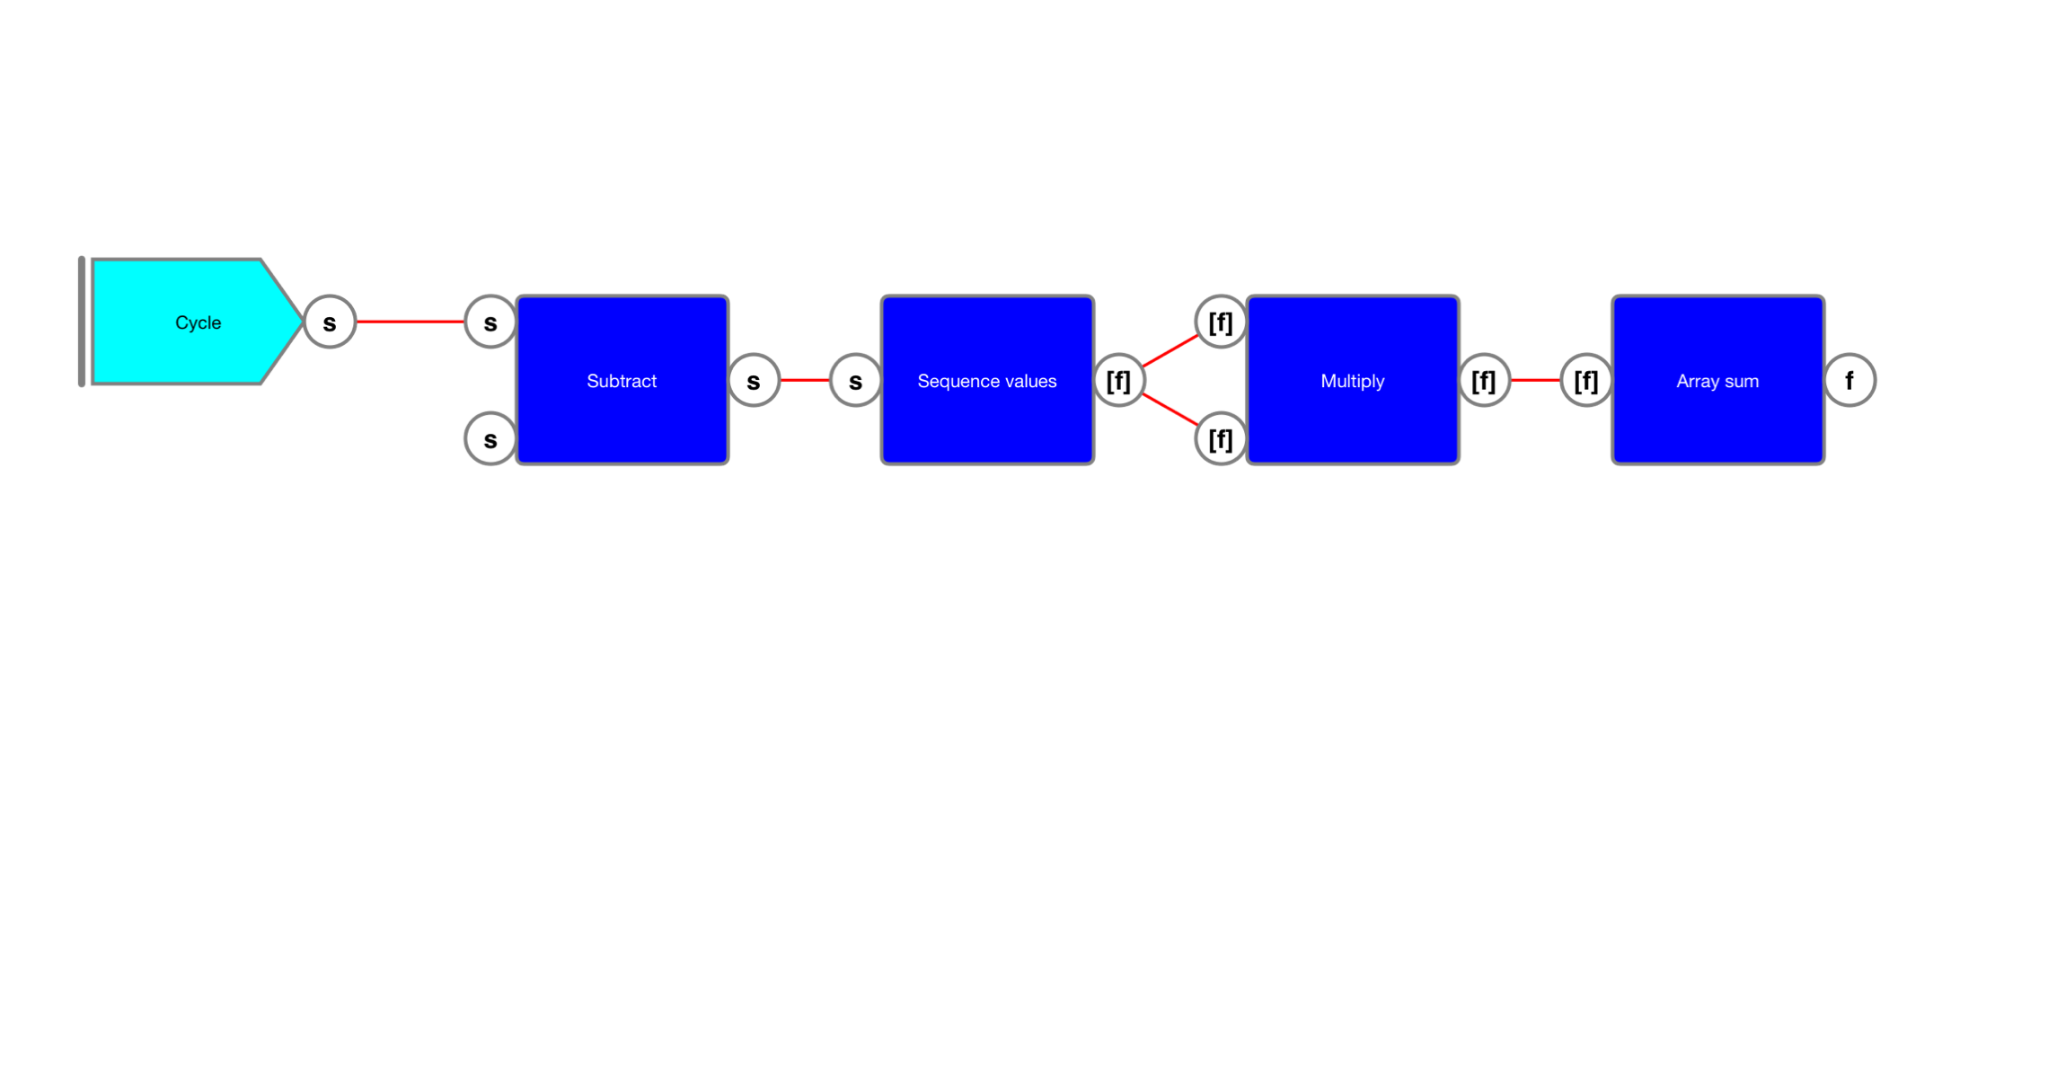 Cycle
s
s
s
Subtract
s
s
Sequence values
[f]
[f]
[f]
Multiply
[f]
[f]
Array sum
f